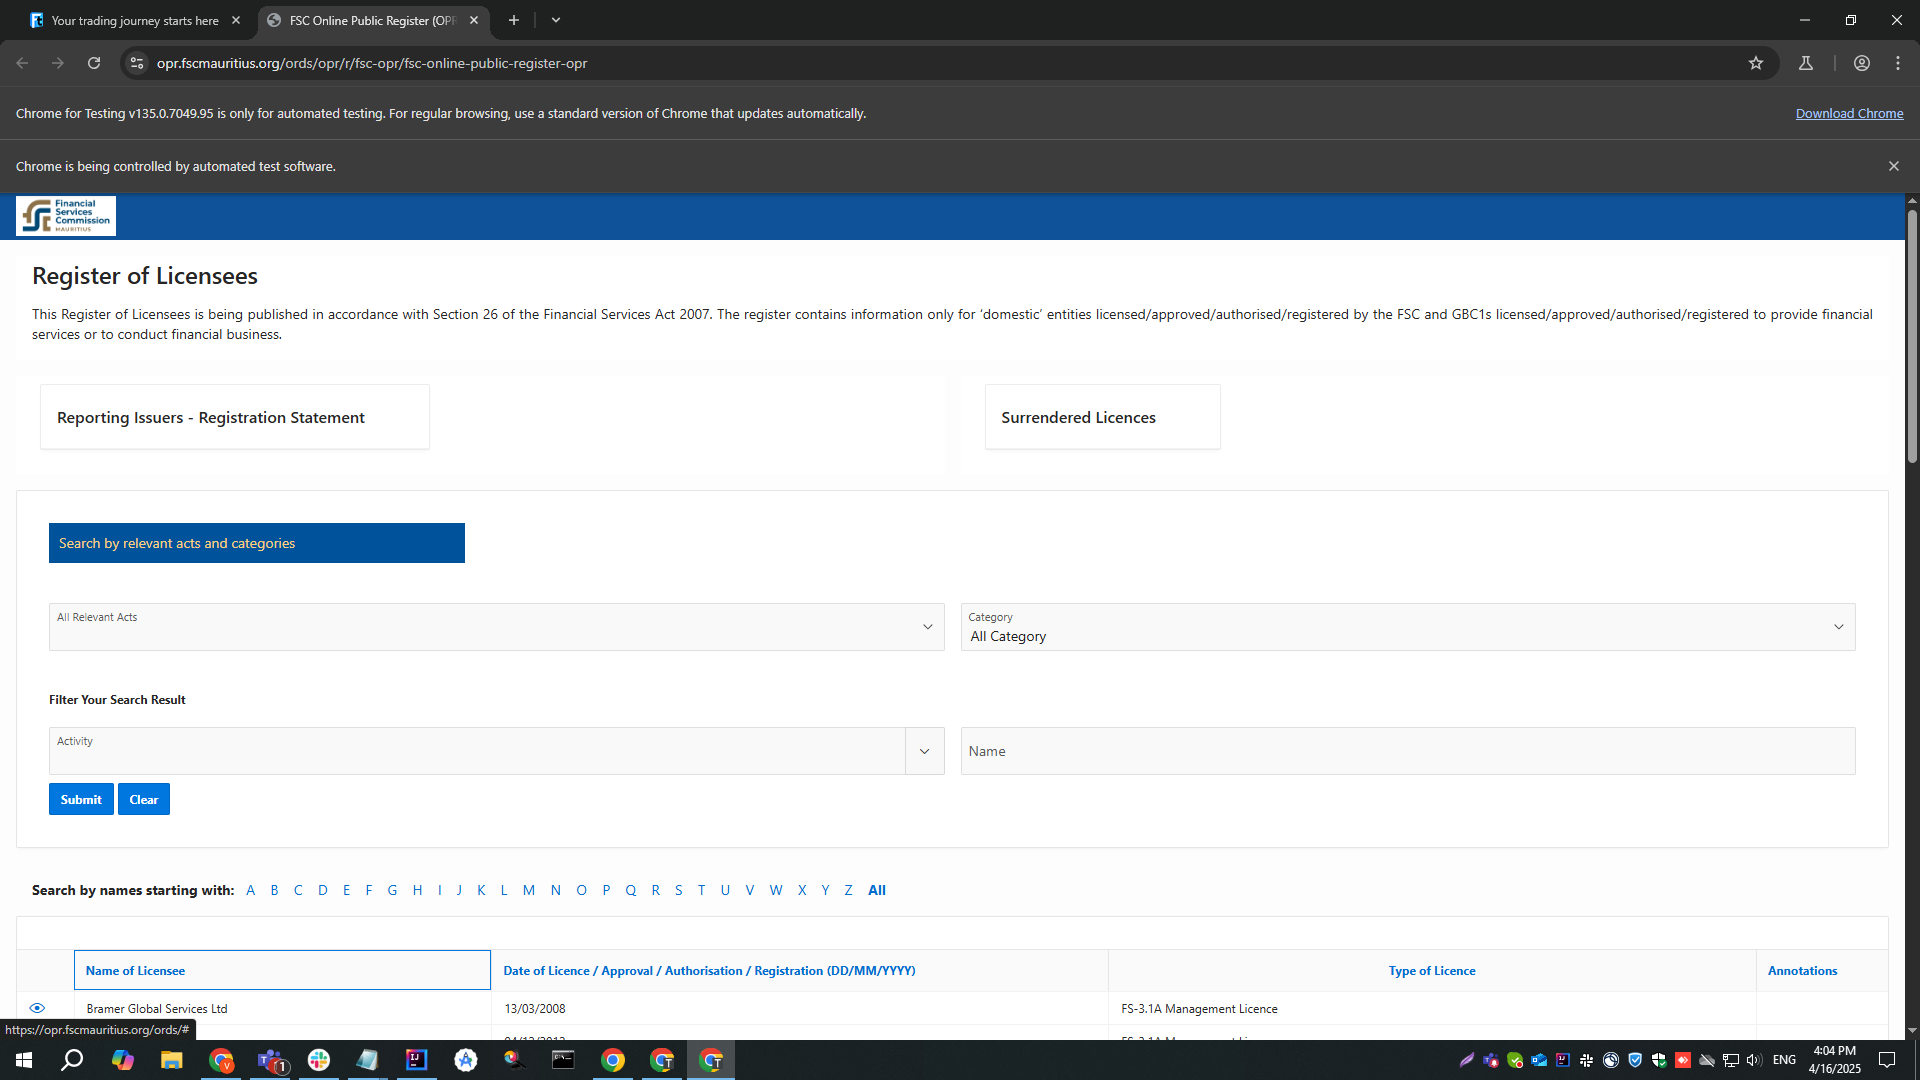 Your trading journey starts here
FSC Online Public Register (OPR
opr.fscmauritius.org/ords/opr/r/fsc-opr/fsc-online-public-register-opr
Chrome for Testing v135.0.7049.95 is only for automated testing. For regular browsing, use a standard version of Chrome that updates automatically.
Download Chrome
Chrome is being controlled by automated test software.
Financial
Services
Commission
MAURITIUS
Register of Licensees
This Register of Licensees is being published in accordance with Section 26 of the Financial Services Act 2007. The register contains information only for ‘domestic’ entities licensed/approved/authorised/registered by the FSC and GBC1s licensed/approved/authorised/registered to provide financial
services or to conduct financial business.
Reporting Issuers - Registration Statement
Surrendered Licences
Search by relevant acts and categories
All Relevant Acts
Category
All Category
Filter Your Search Result
Activity
Name
Submit
Clear
Search by names starting with: A B C D E F G H I J K L M N O P Q R S T U V W X Y Z All
Name of Licensee
Date of Licence / Approval / Authorisation / Registration (DD/MM/YYYY)
Type of Licence
Annotations
Bramer Global Services Ltd
13/03/2008
FS-3.1A Management Licence
https://opr.fscmauritius.org/ords/#
ENG
4:04 PM
4/16/2025